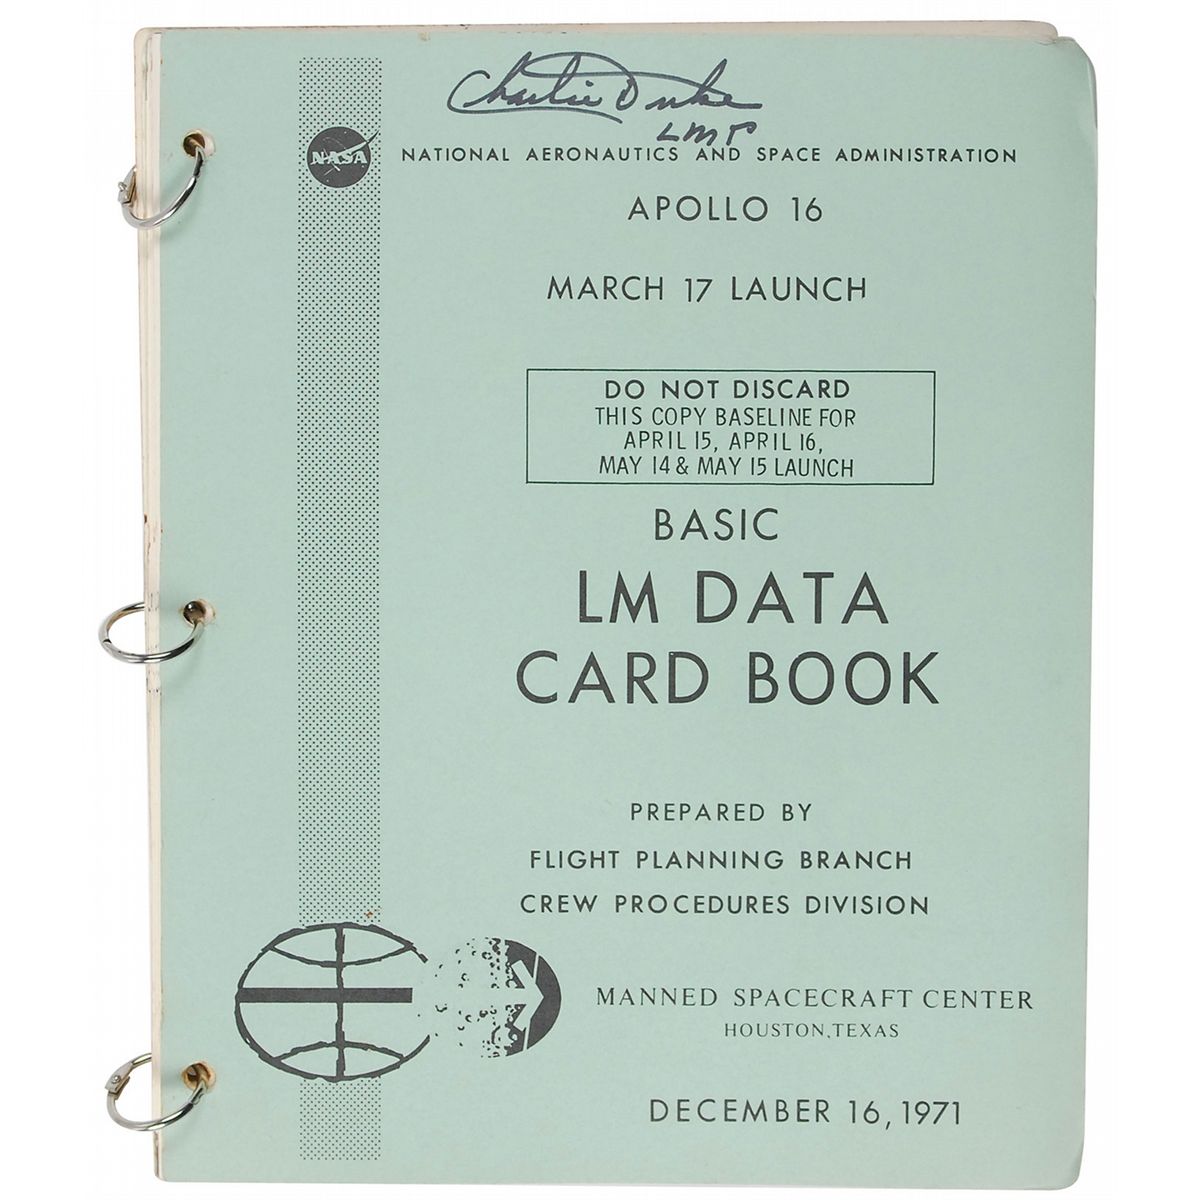 Charlie Duke
LMP
NASA
NATIONAL AERONAUTICS AND SPACE ADMINISTRATION
APOLLO 16
MARCH 17 LAUNCH
DO NOT DISCARD
THIS COPY BASELINE FOR
APRIL 15, APRIL 16,
MAY 14 & MAY 15 LAUNCH
BASIC
LM DATA
CARD BOOK
PREPARED BY
FLIGHT PLANNING BRANCH
CREW PROCEDURES DIVISION
MANNED SPACECRAFT CENTER
HOUSTON, TEXAS
DECEMBER 16, 1971